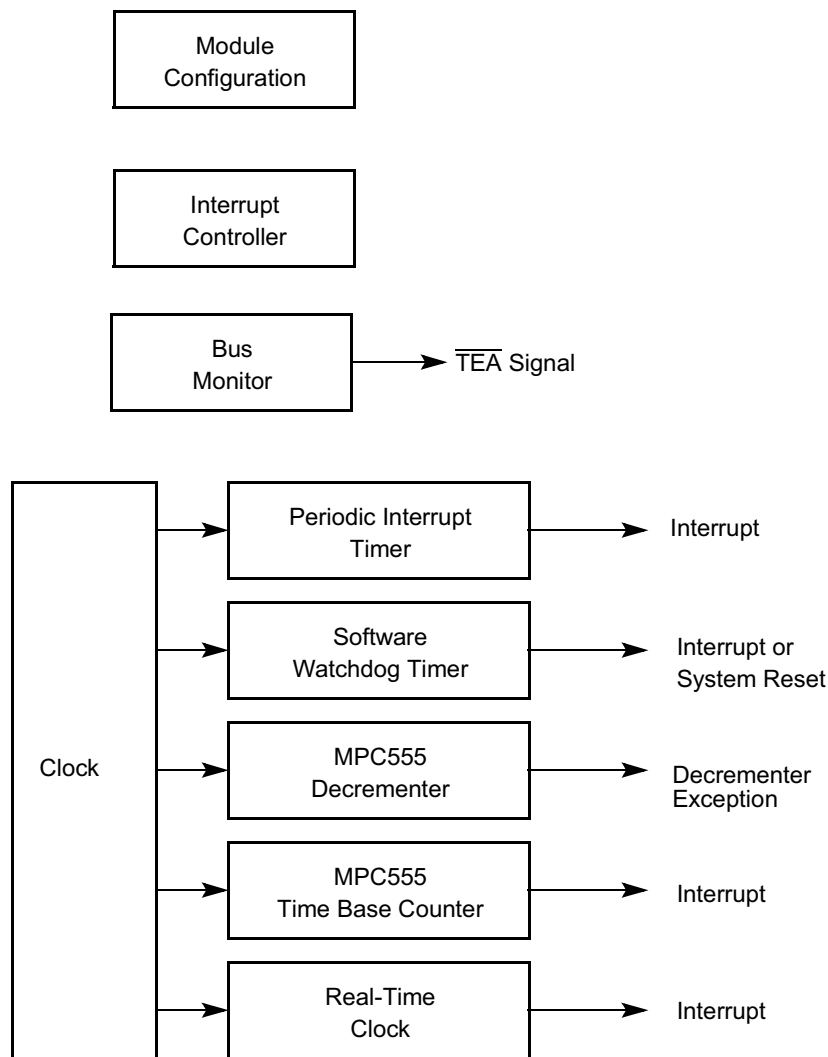 Module
Configuration
Interrupt
Controller
Bus
Monitor
TEA Signal
Clock
Periodic Interrupt
Timer
Interrupt
Software
Watchdog Timer
Interrupt or
System Reset
MPC555
Decrementer
Decrementer
Exception
MPC555
Time Base Counter
Interrupt
Real-Time
Clock
Interrupt